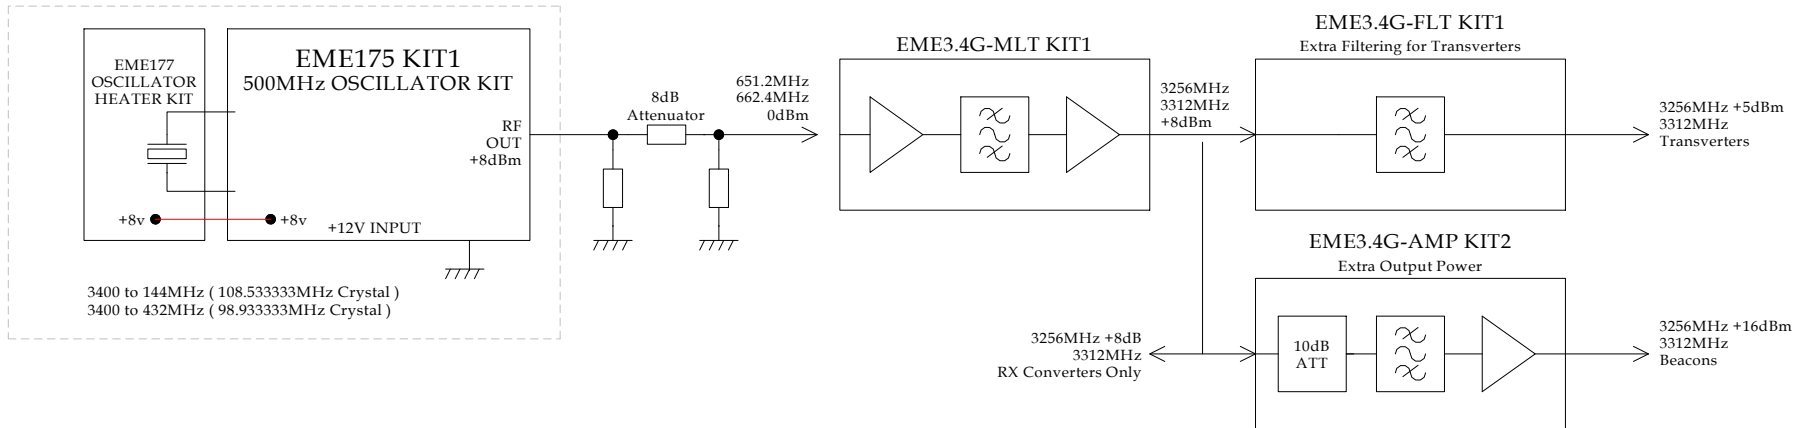 EME177
OSCILLATOR
HEATER KIT
+8v
EME175 KIT1
500MHz OSCILLATOR KIT
RF
OUT
+8dBm
+8v
+12V INPUT
3400 to 144MHz ( 108.533333MHz Crystal )
3400 to 432MHz ( 98.933333MHz Crystal )
8dB
Attenuator
651.2MHz
662.4MHz
0dBm
EME3.4G-MLT KIT1
3256MHz
3312MHz
+8dBm
EME3.4G-FLT KIT1
Extra Filtering for Transverters
3256MHz +5dBm
3312MHz
Transverters
3256MHz +8dB
3312MHz
RX Converters Only
EME3.4G-AMP KIT2
Extra Output Power
10dB
ATT
3256MHz +16dBm
3312MHz
Beacons